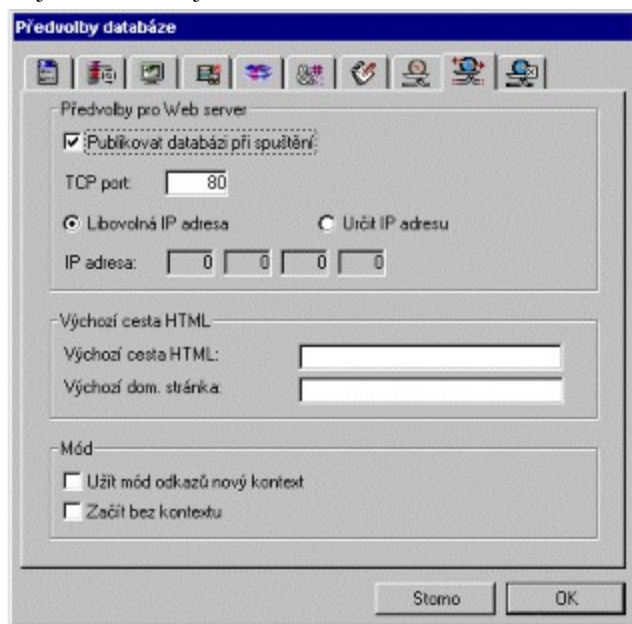 Předvolby databáze
Předvolby pro Web server
Publikovat databázi při spuštění
TCP port: 80
Libovolná IP adresa Určit IP adresu
IP adresa: 0 0 0 0
Výchozí cesta HTML
Výchozí cesta HTML:
Výchozí dom. stránka:
Mód
Užít mód odkazů nový kontext
Začít bez kontextu
Storno OK